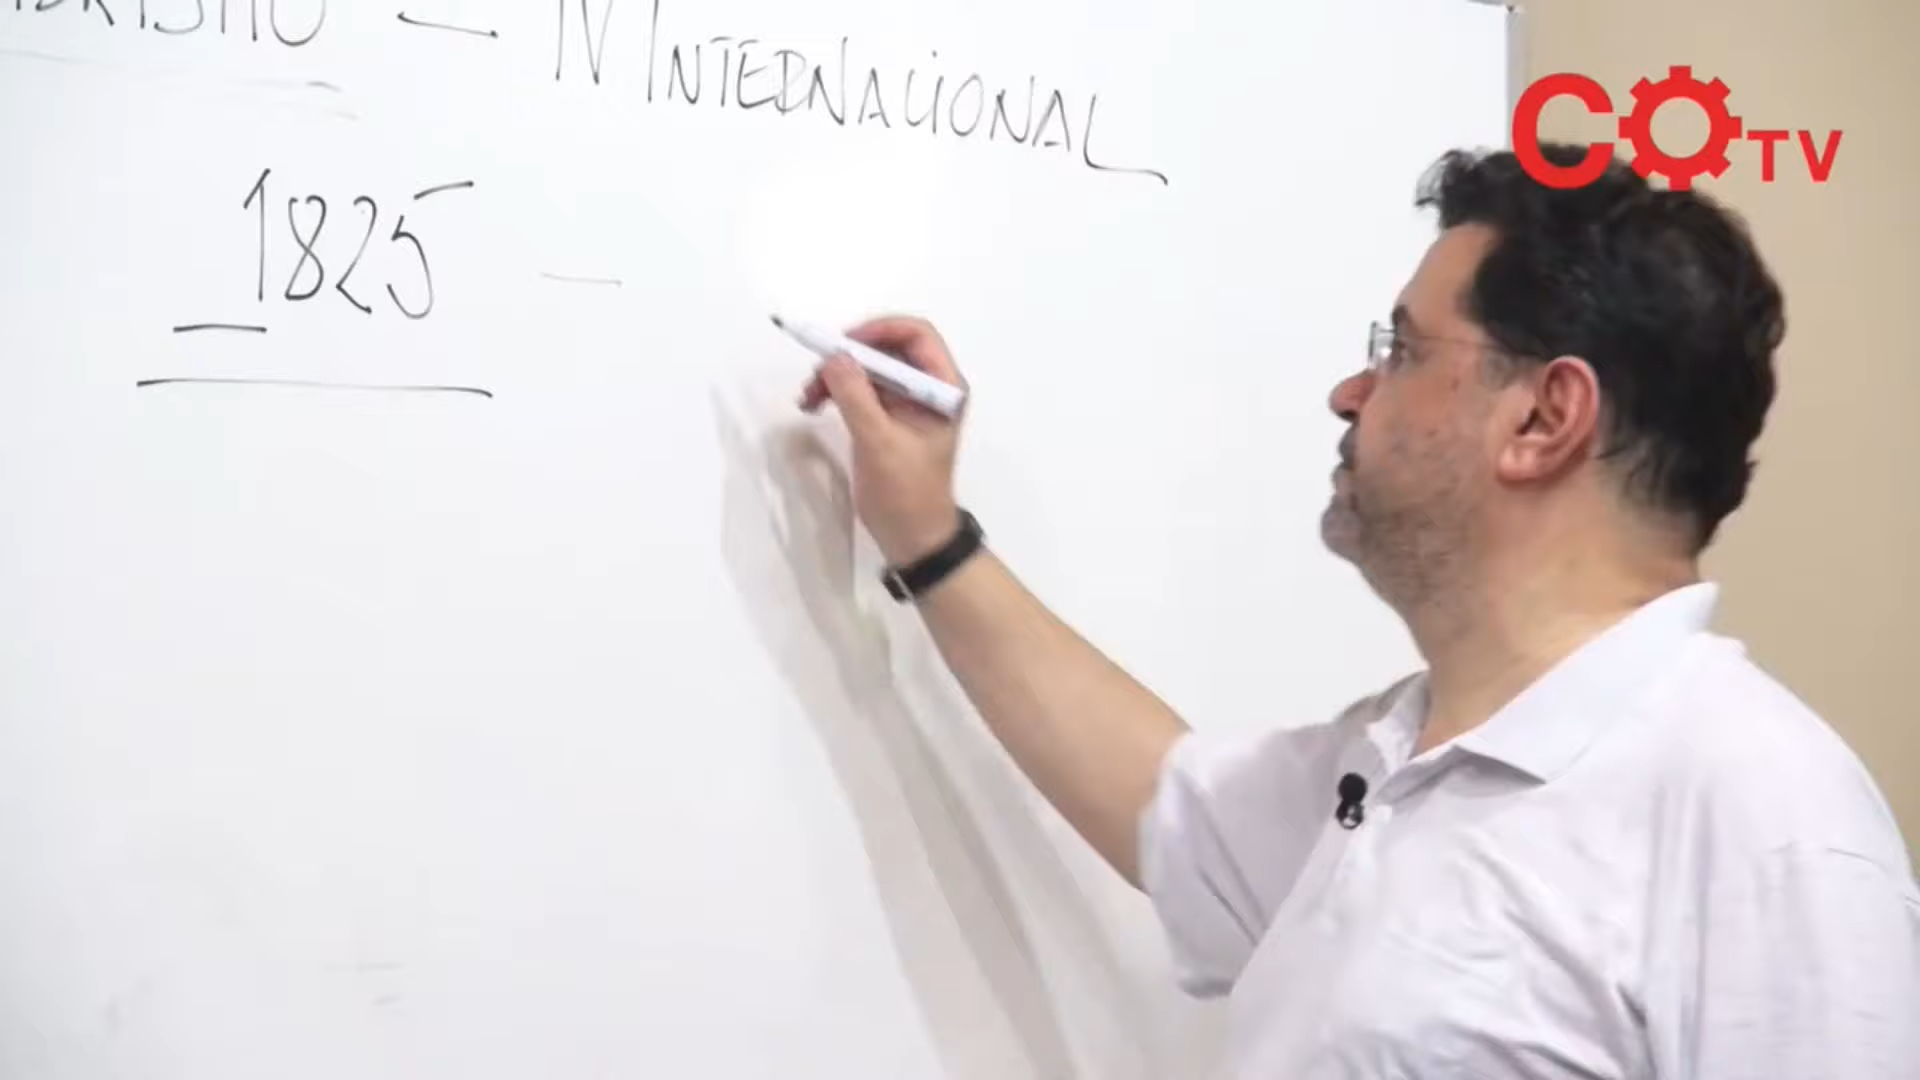 — IV INTERNACIONAL
1825 —
COTV